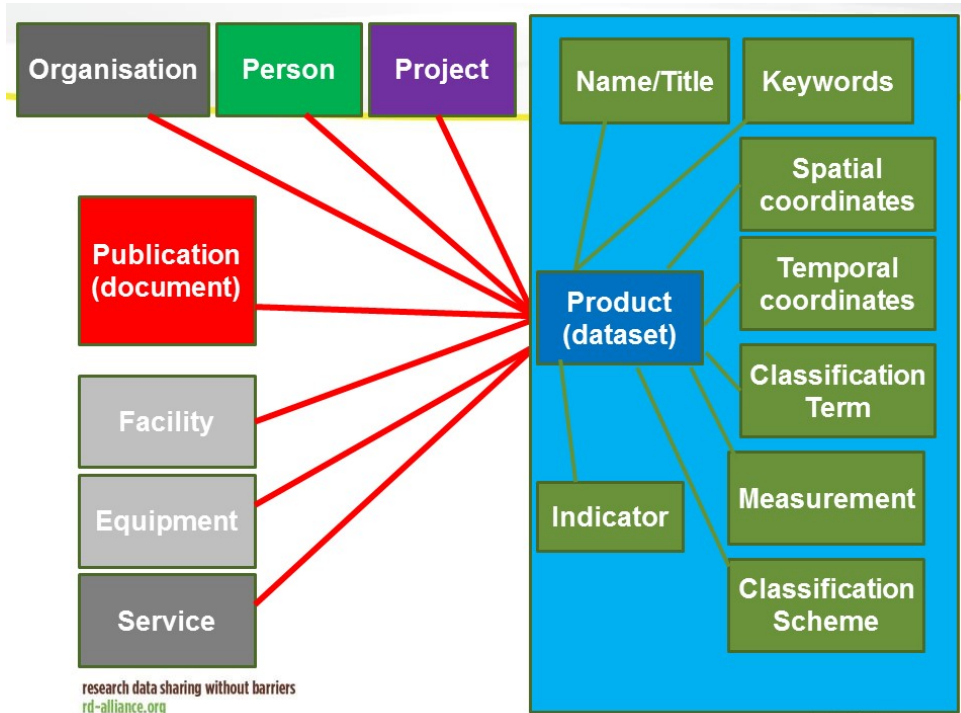 Organisation
Person
Project
Name/Title
Keywords
Spatial
coordinates
Publication
(document)
Temporal
coordinates
Product
(dataset)
Classification
Term
Facility
Measurement
Equipment
Indicator
Classification
Scheme
Service
research data sharing without barriers
rd-alliance.org